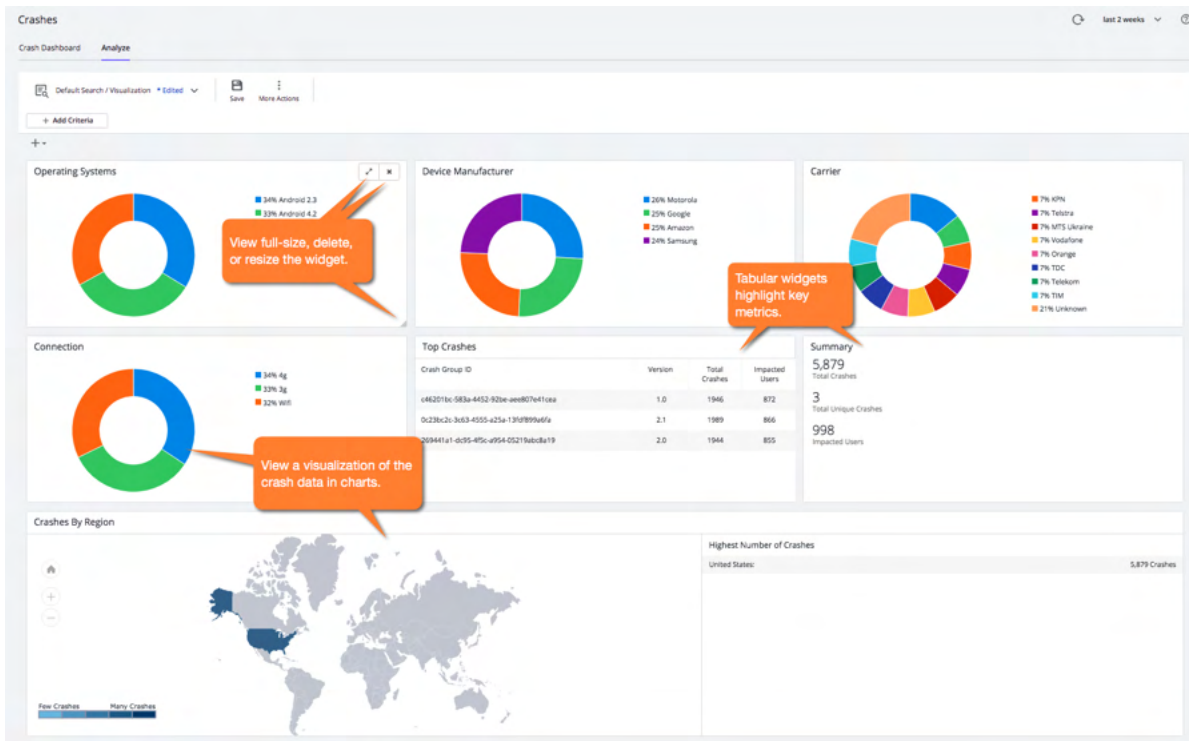 Crashes
last 2 weeks
Crash Dashboard
Analyze
Default Search / Visualization * Edited
Save
More Actions
+ Add Criteria
Operating Systems
34% Android 2.3
33% Android 4.2
View full-size, delete,
or resize the widget.
Device Manufacturer
26% Motorola
25% Google
25% Amazon
24% Samsung
Carrier
7% KPN
7% Telstra
7% MTS Ukraine
7% Vodafone
7% Orange
7% TDC
7% Telekom
7% TIM
21% Unknown
Tabular widgets
highlight key
metrics.
Connection
34% 4g
33% 3g
32% Wifi
View a visualization of the
crash data in charts.
Top Crashes
Crash Group ID
Version
Total
Crashes
Impacted
Users
c46201bc-583a-4452-92be-aee807e41cea 1.0 1946 872
0c23bc2c-3c63-4555-a25a-13fdf899a6fa 2.1 1989 866
269441a1-dc95-4f5c-a954-05219abc8a19 2.0 1944 855
Summary
5,879
Total Crashes
3
Total Unique Crashes
998
Impacted Users
Crashes By Region
Few Crashes
Many Crashes
Highest Number of Crashes
United States: 5,879 Crashes